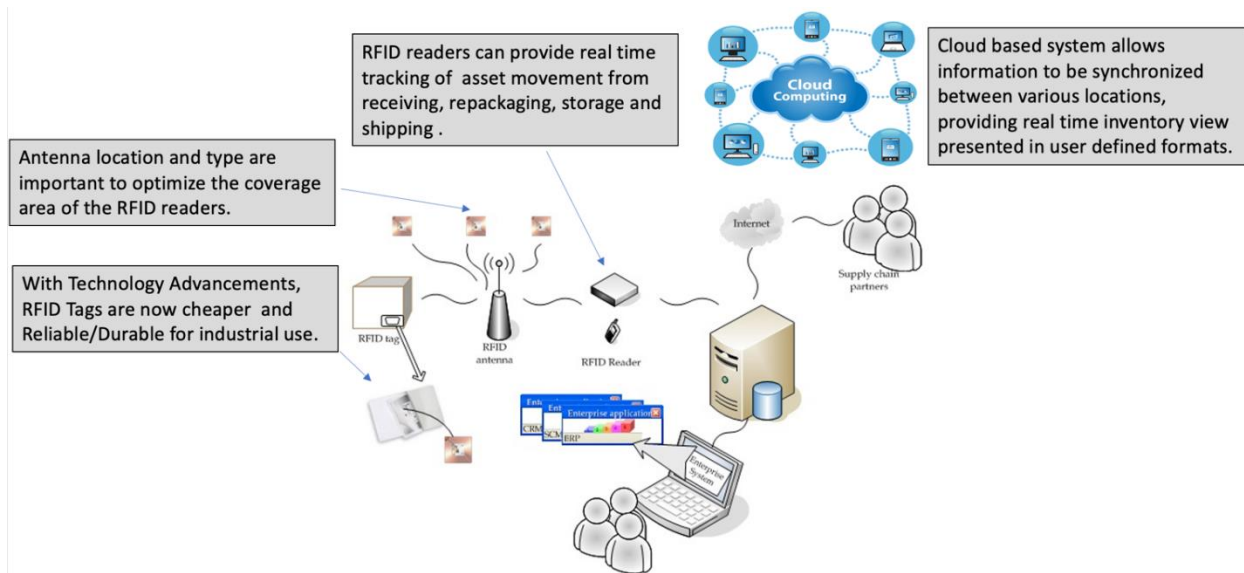 RFID readers can provide real time
tracking of asset movement from
receiving, repackaging, storage and
shipping .
Cloud
Computing
Cloud based system allows
information to be synchronized
between various locations,
providing real time inventory view
presented in user defined formats.
Antenna location and type are
important to optimize the coverage
area of the RFID readers.
With Technology Advancements,
RFID Tags are now cheaper and
Reliable/Durable for industrial use.
Internet
Supply chain
partners
RFID tag
RFID
antenna
RFID Reader
Enterprise application
CRM
SCM
ERP
Enterprise
System